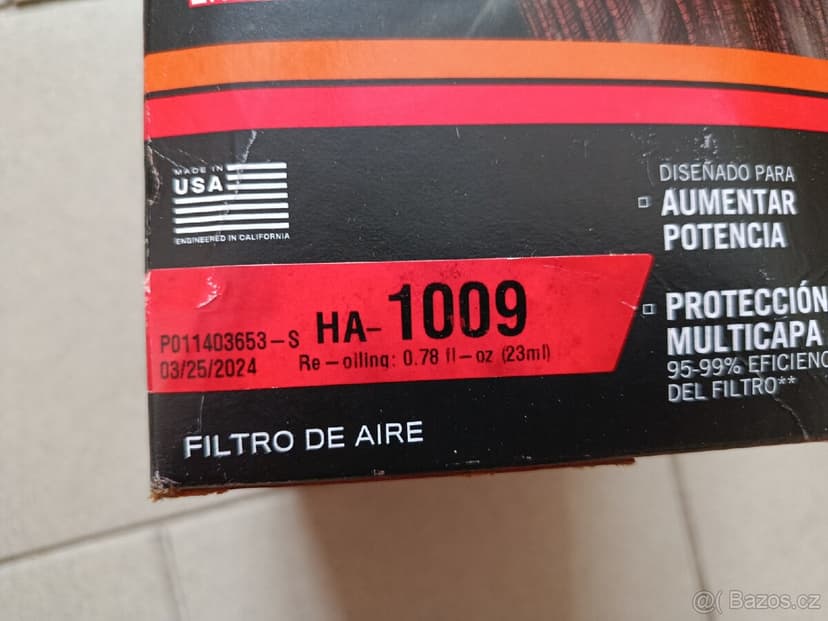 MADE IN
USA
ENGINEERED IN CALIFORNIA
DISEÑADO PARA
AUMENTAR
POTENCIA
PROTECCIÓN
MULTICAPA
95-99% EFICIENC
DEL FILTRO**
P011403653-S HA-1009
03/25/2024 Re-oiling: 0.78 fl-oz (23ml)
FILTRO DE AIRE
@( Bazos.cz